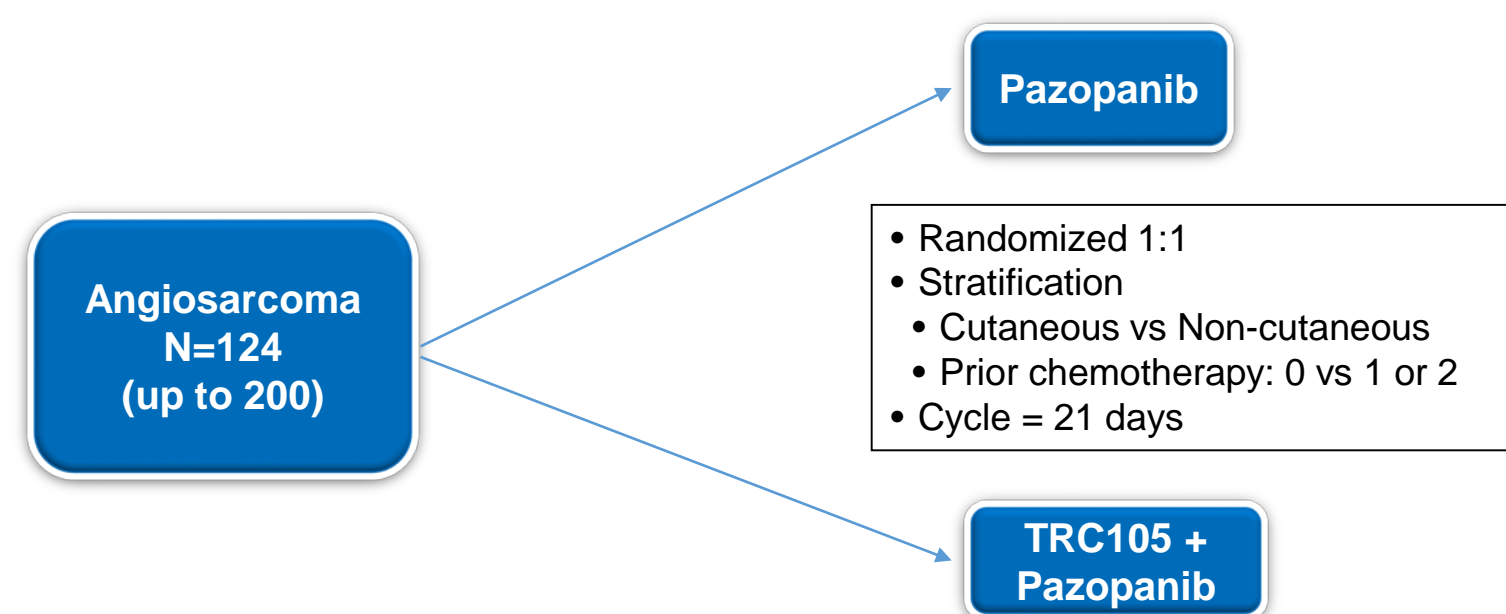 Pazopanib
Angiosarcoma
N=124
(up to 200)
• Randomized 1:1
• Stratification
• Cutaneous vs Non-cutaneous
• Prior chemotherapy: 0 vs 1 or 2
• Cycle = 21 days
TRC105 +
Pazopanib